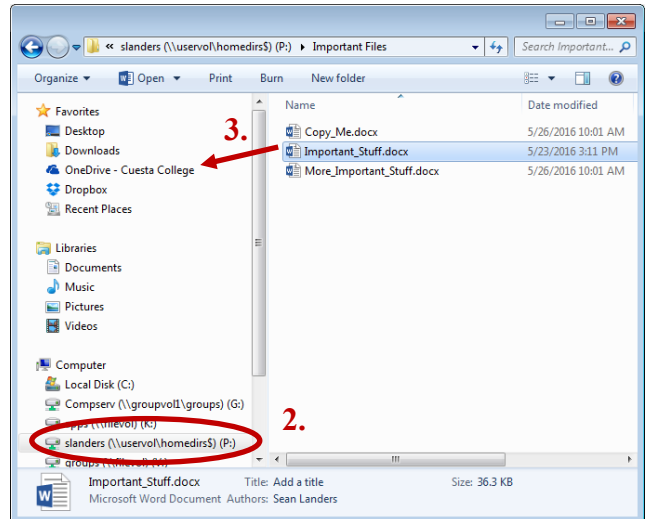 « slanders (\\uservol\homedirs$) (P:) ▸ Important Files
Search Important...
Organize ▾ Open ▾ Print Burn New folder
Name Date modified
Favorites
Desktop
Downloads
OneDrive - Cuesta College
Dropbox
Recent Places
3.
Copy_Me.docx 5/26/2016 10:01 AM
Important_Stuff.docx 5/23/2016 3:11 PM
More_Important_Stuff.docx 5/26/2016 10:01 AM
Libraries
Documents
Music
Pictures
Videos
Computer
Local Disk (C:)
Compserv (\\groupvol1\groups) (G:)
apps (\\filevol) (K:)
slanders (\\uservol\homedirs$) (P:)
2.
groups (\\filevol)
Important_Stuff.docx Title: Add a title Size: 36.3 KB
Microsoft Word Document Authors: Sean Landers